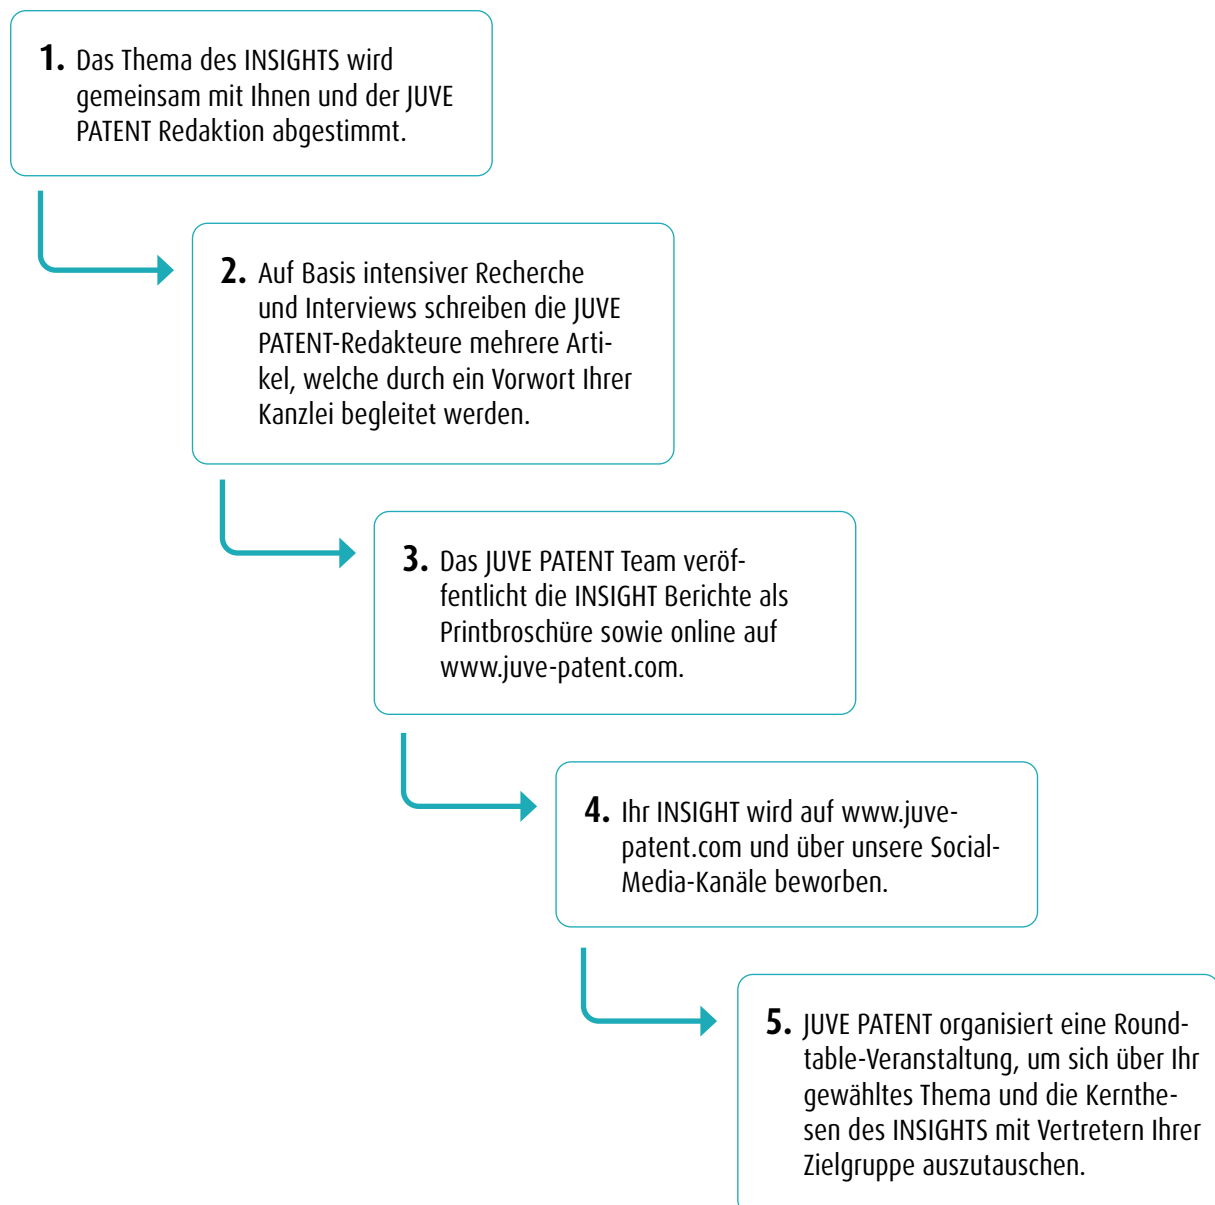 1. Das Thema des INSIGHTS wird
gemeinsam mit Ihnen und der JUVE
PATENT Redaktion abgestimmt.
2. Auf Basis intensiver Recherche
und Interviews schreiben die JUVE
PATENT-Redakteure mehrere Arti-
kel, welche durch ein Vorwort Ihrer
Kanzlei begleitet werden.
3. Das JUVE PATENT Team veröf-
fentlicht die INSIGHT Berichte als
Printbroschüre sowie online auf
www.juve-patent.com.
4. Ihr INSIGHT wird auf www.juve-
patent.com und über unsere Social-
Media-Kanäle beworben.
5. JUVE PATENT organisiert eine Round-
table-Veranstaltung, um sich über Ihr
gewähltes Thema und die Kernthe-
sen des INSIGHTS mit Vertretern Ihrer
Zielgruppe auszutauschen.